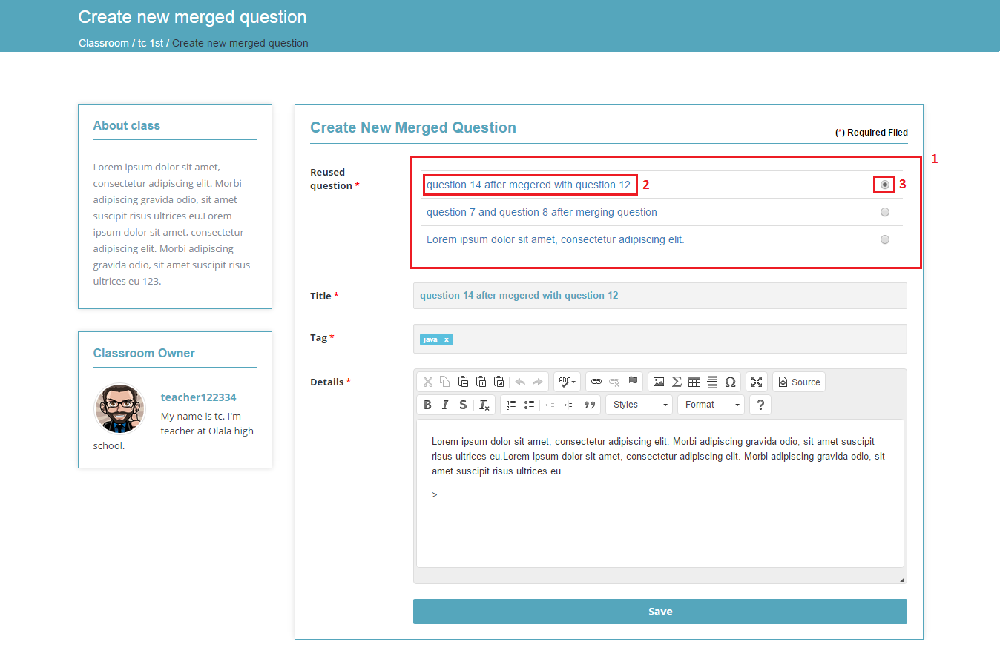 Create new merged question
Classroom / tc 1st / Create new merged question
About class
Lorem ipsum dolor sit amet,
consectetur adipiscing elit. Morbi
adipiscing gravida odio, sit amet
suscipit risus ultrices eu.Lorem
ipsum dolor sit amet, consectetur
adipiscing elit. Morbi adipiscing
gravida odio, sit amet suscipit risus
ultrices eu 123.
Classroom Owner
teacher122334
My name is tc. I'm
teacher at Olala high
school.
Create New Merged Question
(*) Required Filed
1
Reused
question *
question 14 after megered with question 12
2
3
question 7 and question 8 after merging question
Lorem ipsum dolor sit amet, consectetur adipiscing elit.
Title *
question 14 after megered with question 12
Tag *
java x
Details *
ABC
Source
B I S Tx
Styles
Format
?
Lorem ipsum dolor sit amet, consectetur adipiscing elit. Morbi adipiscing gravida odio, sit amet suscipit
risus ultrices eu.Lorem ipsum dolor sit amet, consectetur adipiscing elit. Morbi adipiscing gravida odio, sit
amet suscipit risus ultrices eu.
>
Save